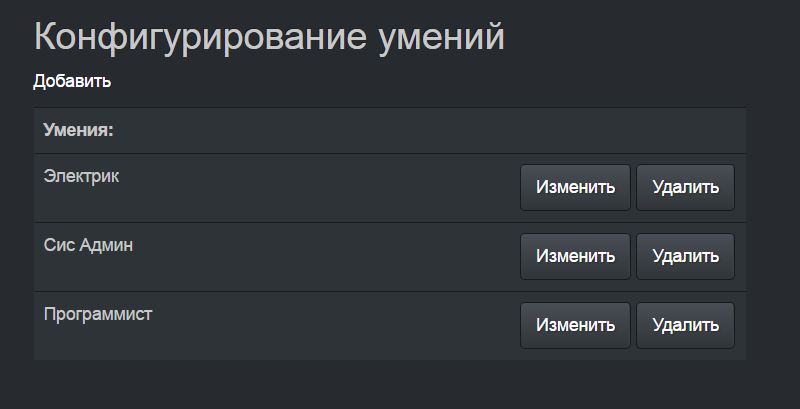 Конфигурирование умений
Добавить
Умения:
Электрик Изменить Удалить
Сис Админ Изменить Удалить
Программист Изменить Удалить